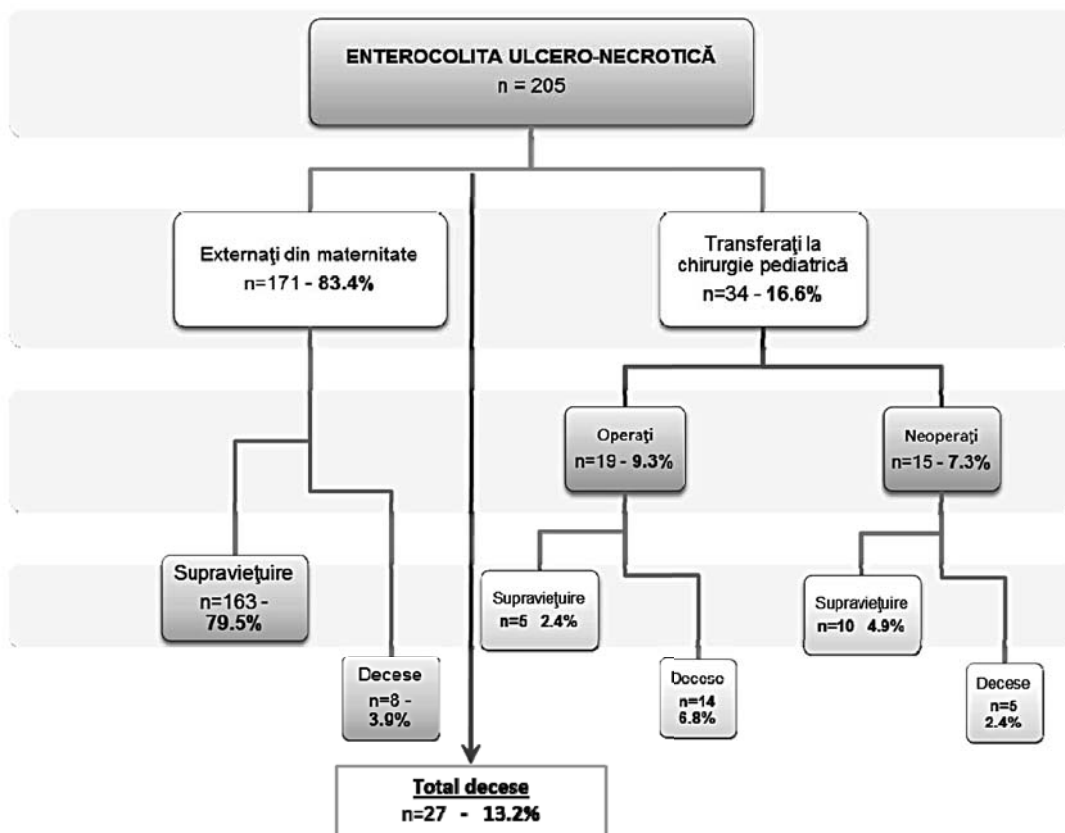 ENTEROCOLITA ULCERO-NECROTICĂ
n = 205
Externaţi din maternitate
n=171 - 83.4%
Transferaţi la
chirurgie pediatrică
n=34 - 16.6%
Operaţi
n=19 - 9.3%
Neoperaţi
n=15 - 7.3%
Supravieţuire
n=163 -
79.5%
Decese
n=8 -
3.9%
Supravieţuire
n=5 2.4%
Decese
n=14
6.8%
Supravieţuire
n=10 4.9%
Decese
n=5
2.4%
Total decese
n=27 - 13.2%